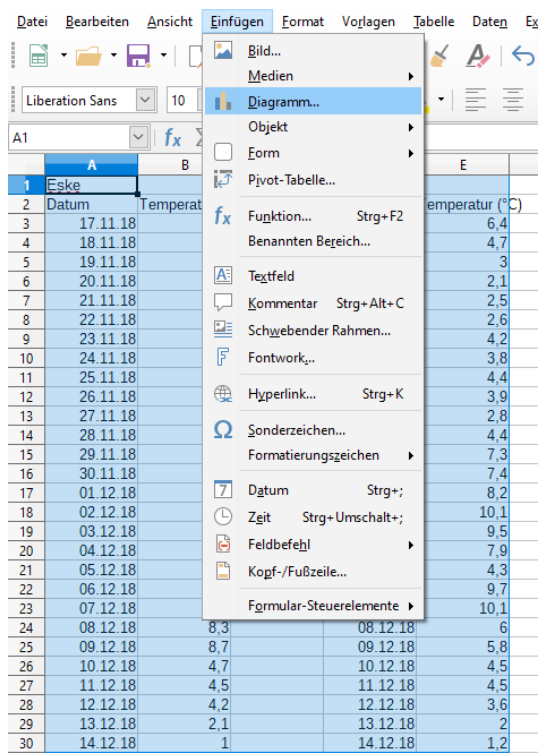 Datei Bearbeiten Ansicht Einfügen Format Vorlagen Tabelle Daten Ex
Bild...
Medien
Liberation Sans 10 Diagramm...
Objekt
A1 fx Σ
Form
A B E
Pivot-Tabelle...
1 Eske
2 Datum Temperat emperatur (°C)
Funktion... Strg+F2
3 17.11.18 6,4
4 18.11.18 Benannten Bereich... 4,7
5 19.11.18 3
6 20.11.18 Textfeld 2,1
7 21.11.18 Kommentar Strg+Alt+C 2,5
8 22.11.18 Schwebender Rahmen... 2,6
9 23.11.18 4,2
10 24.11.18 Fontwork... 3,8
11 25.11.18 4,4
12 26.11.18 Hyperlink... Strg+K 3,9
13 27.11.18 2,8
14 28.11.18 Sonderzeichen... 4,4
15 29.11.18 Formatierungszeichen 7,3
16 30.11.18 7,4
17 01.12.18 Datum Strg+; 8,2
18 02.12.18 Zeit Strg+Umschalt+; 10,1
19 03.12.18 9,5
20 04.12.18 Feldbefehl 7,9
21 05.12.18 Kopf-/Fußzeile... 4,3
22 06.12.18 9,7
23 07.12.18 Formular-Steuerelemente 10,1
24 08.12.18 8,3 08.12.18 6
25 09.12.18 8,7 09.12.18 5,8
26 10.12.18 4,7 10.12.18 4,5
27 11.12.18 4,5 11.12.18 4,5
28 12.12.18 4,2 12.12.18 3,6
29 13.12.18 2,1 13.12.18 2
30 14.12.18 1 14.12.18 1,2